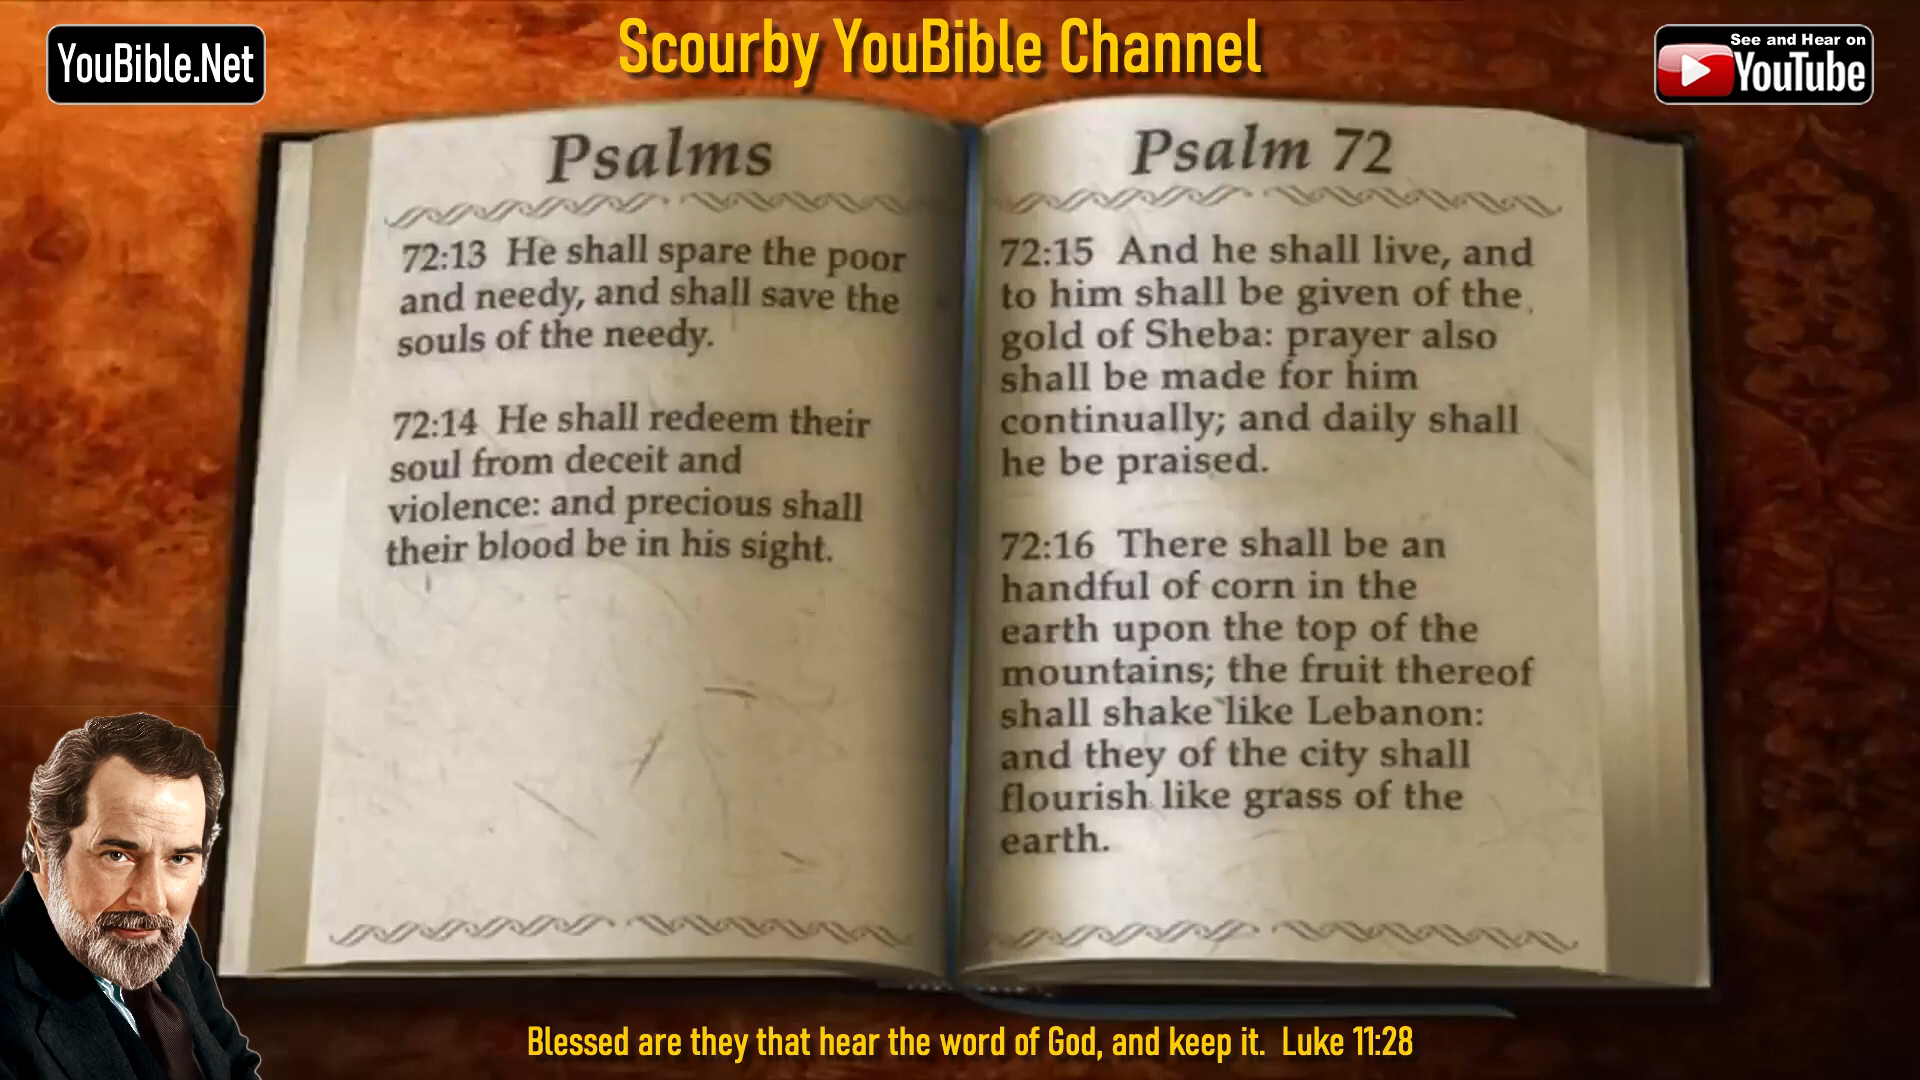 Scourby YouBible Channel
YouBible.Net
See and Hear on
YouTube
Psalms
72:13 He shall spare the poor
and needy, and shall save the
souls of the needy.
72:14 He shall redeem their
soul from deceit and
violence: and precious shall
their blood be in his sight.
Psalm 72
72:15 And he shall live, and
to him shall be given of the
gold of Sheba: prayer also
shall be made for him
continually; and daily shall
he be praised.
72:16 There shall be an
handful of corn in the
earth upon the top of the
mountains; the fruit thereof
shall shake like Lebanon:
and they of the city shall
flourish like grass of the
earth.
Blessed are they that hear the word of God, and keep it. Luke 11:28